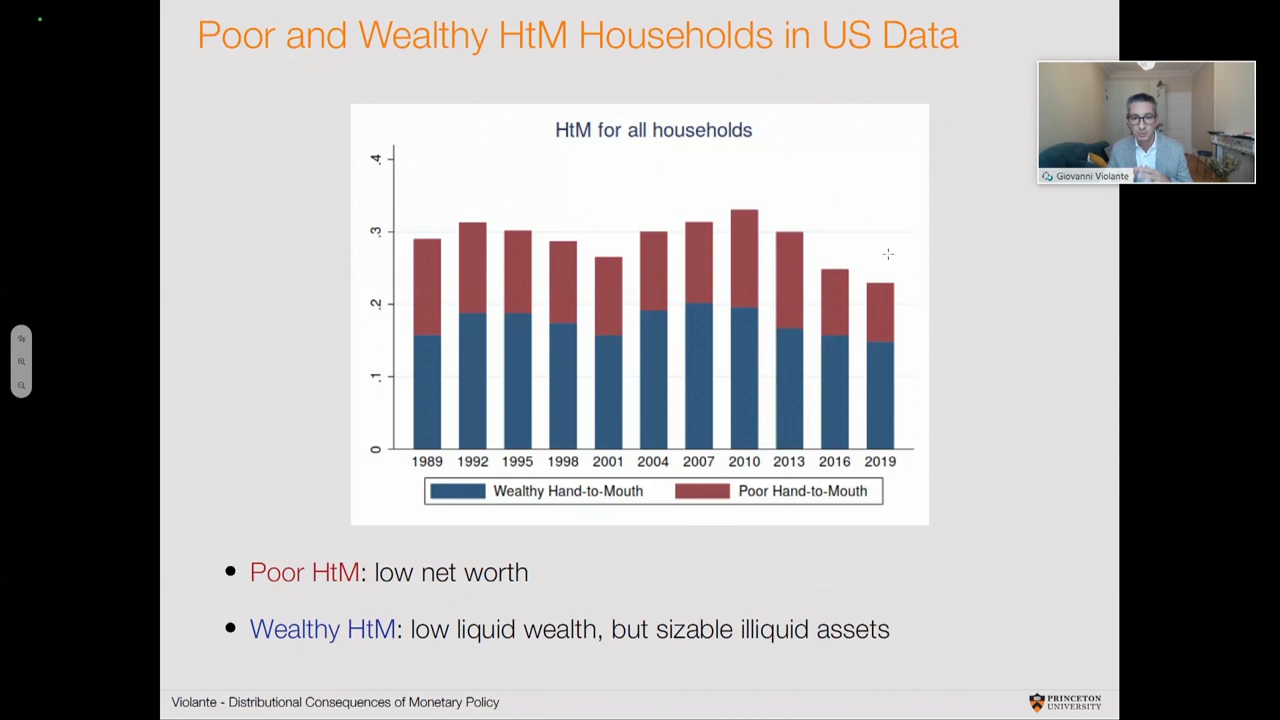 Poor and Wealthy HtM Households in US Data
Giovanni Violante
HtM for all households
.4
.3
.2
.1
0
1989 1992 1995 1998 2001 2004 2007 2010 2013 2016 2019
Wealthy Hand-to-Mouth Poor Hand-to-Mouth
• Poor HtM: low net worth
• Wealthy HtM: low liquid wealth, but sizable illiquid assets
Violante - Distributional Consequences of Monetary Policy
PRINCETON
UNIVERSITY